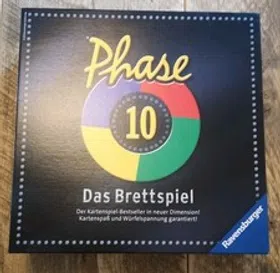 Phase
10
Das Brettspiel
Der Kartenspiel-Bestseller in neuer Dimension!
Kartenspaß und Würfelspannung garantiert!
Ravensburger